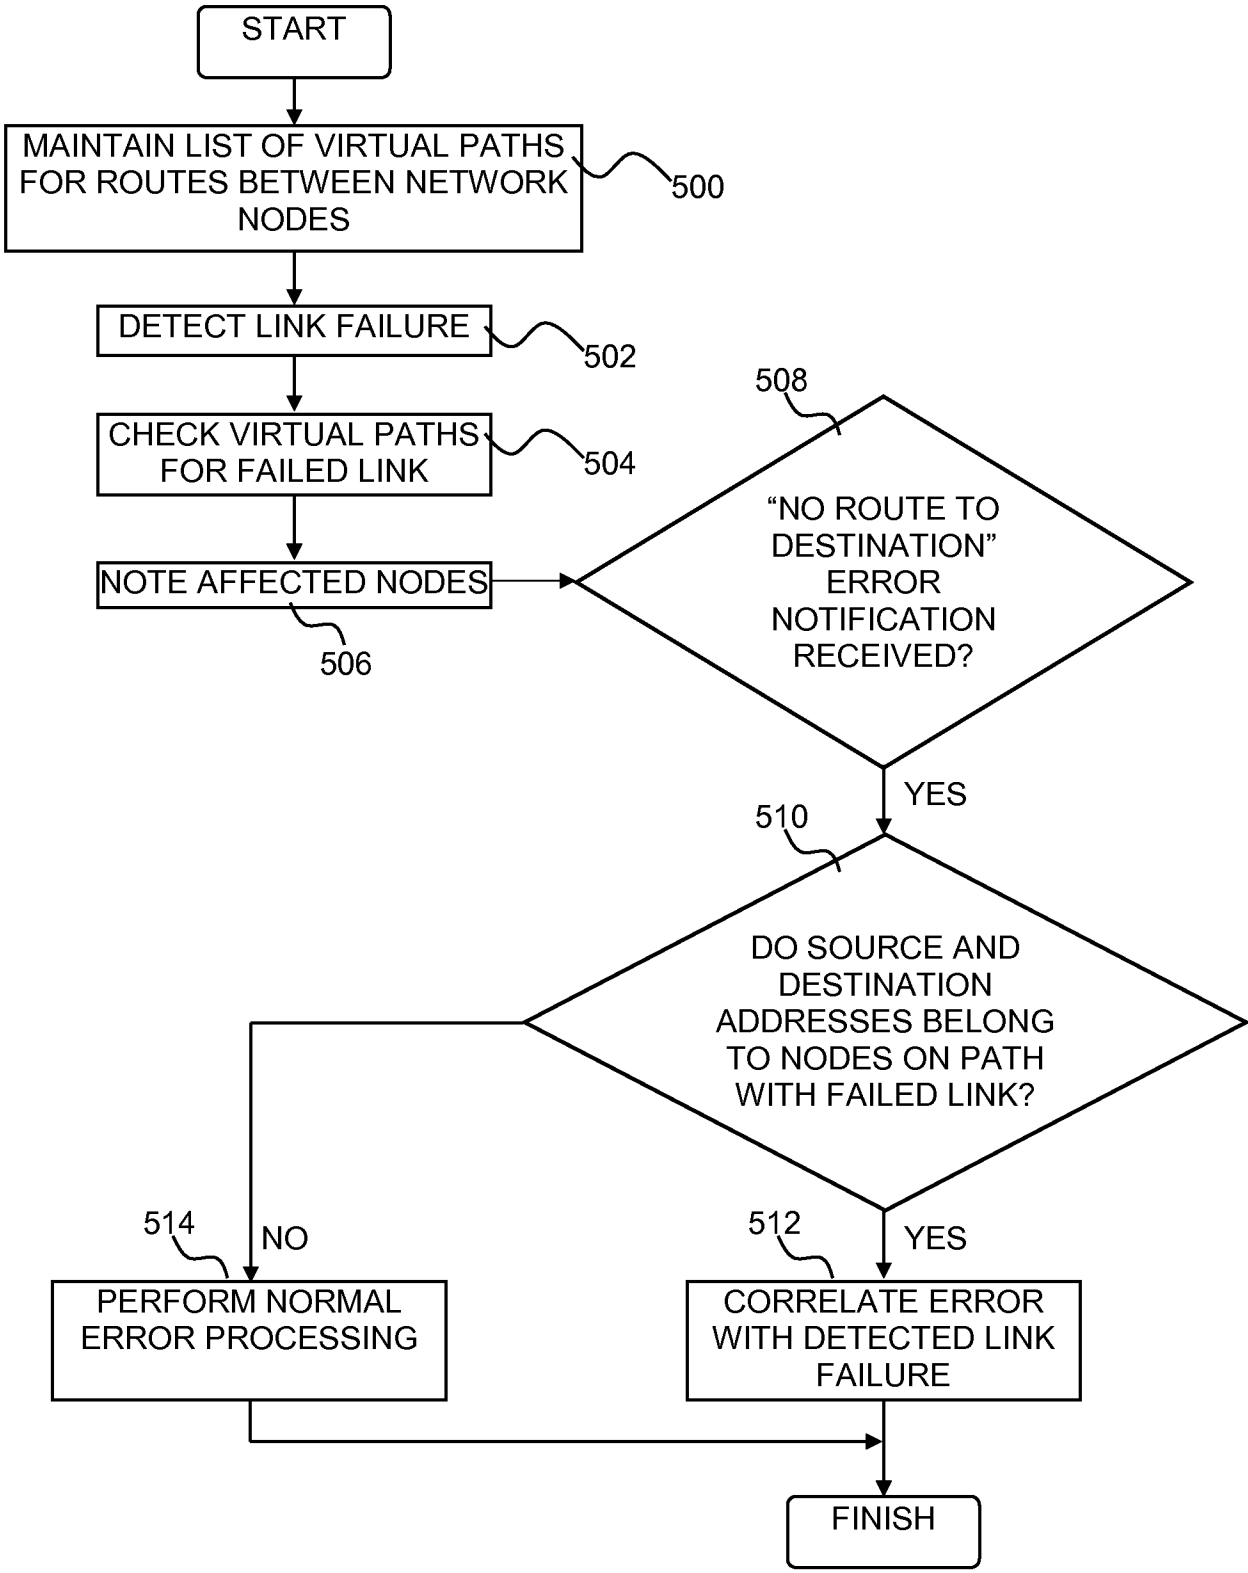 START
MAINTAIN LIST OF VIRTUAL PATHS
FOR ROUTES BETWEEN NETWORK
NODES
500
DETECT LINK FAILURE
502
CHECK VIRTUAL PATHS
FOR FAILED LINK
504
NOTE AFFECTED NODES
506
508
“NO ROUTE TO
DESTINATION”
ERROR
NOTIFICATION
RECEIVED?
YES
510
DO SOURCE AND
DESTINATION
ADDRESSES BELONG
TO NODES ON PATH
WITH FAILED LINK?
514
NO
PERFORM NORMAL
ERROR PROCESSING
512
YES
CORRELATE ERROR
WITH DETECTED LINK
FAILURE
FINISH